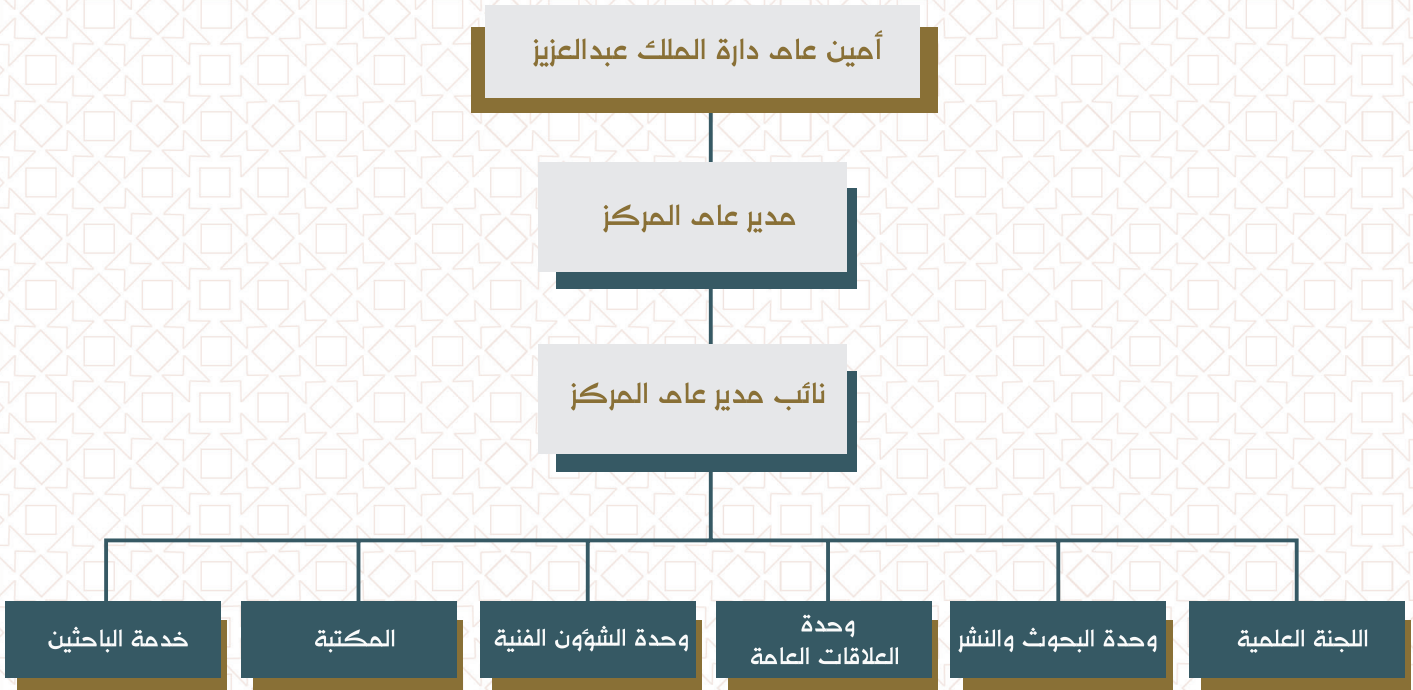 أمين عام دارة الملك عبدالعزيز
مدير عام المركز
نائب مدير عام المركز
اللجنة العلمية
وحدة البحوث والنشر
وحدة
العلاقات العامة
وحدة الشؤون الفنية
المكتبة
خدمة الباحثين